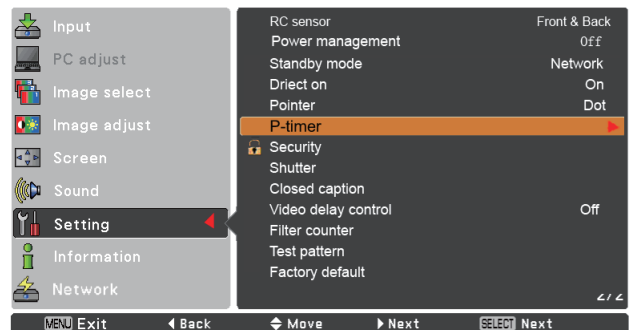 Input
PC adjust
Image select
Image adjust
Screen
Sound
Setting
Information
Network
RC sensor Front & Back
Power management Off
Standby mode Network
Driect on On
Pointer Dot
P-timer
Security
Shutter
Closed caption
Video delay control Off
Filter counter
Test pattern
Factory default
2/2
MENU Exit Back Move Next SELECT Next